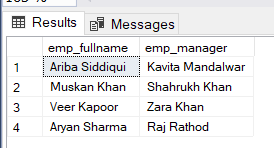 Results Messages
emp_fullname emp_manager
1 Ariba Siddiqui Kavita Mandalwar
2 Muskan Khan Shahrukh Khan
3 Veer Kapoor Zara Khan
4 Aryan Sharma Raj Rathod